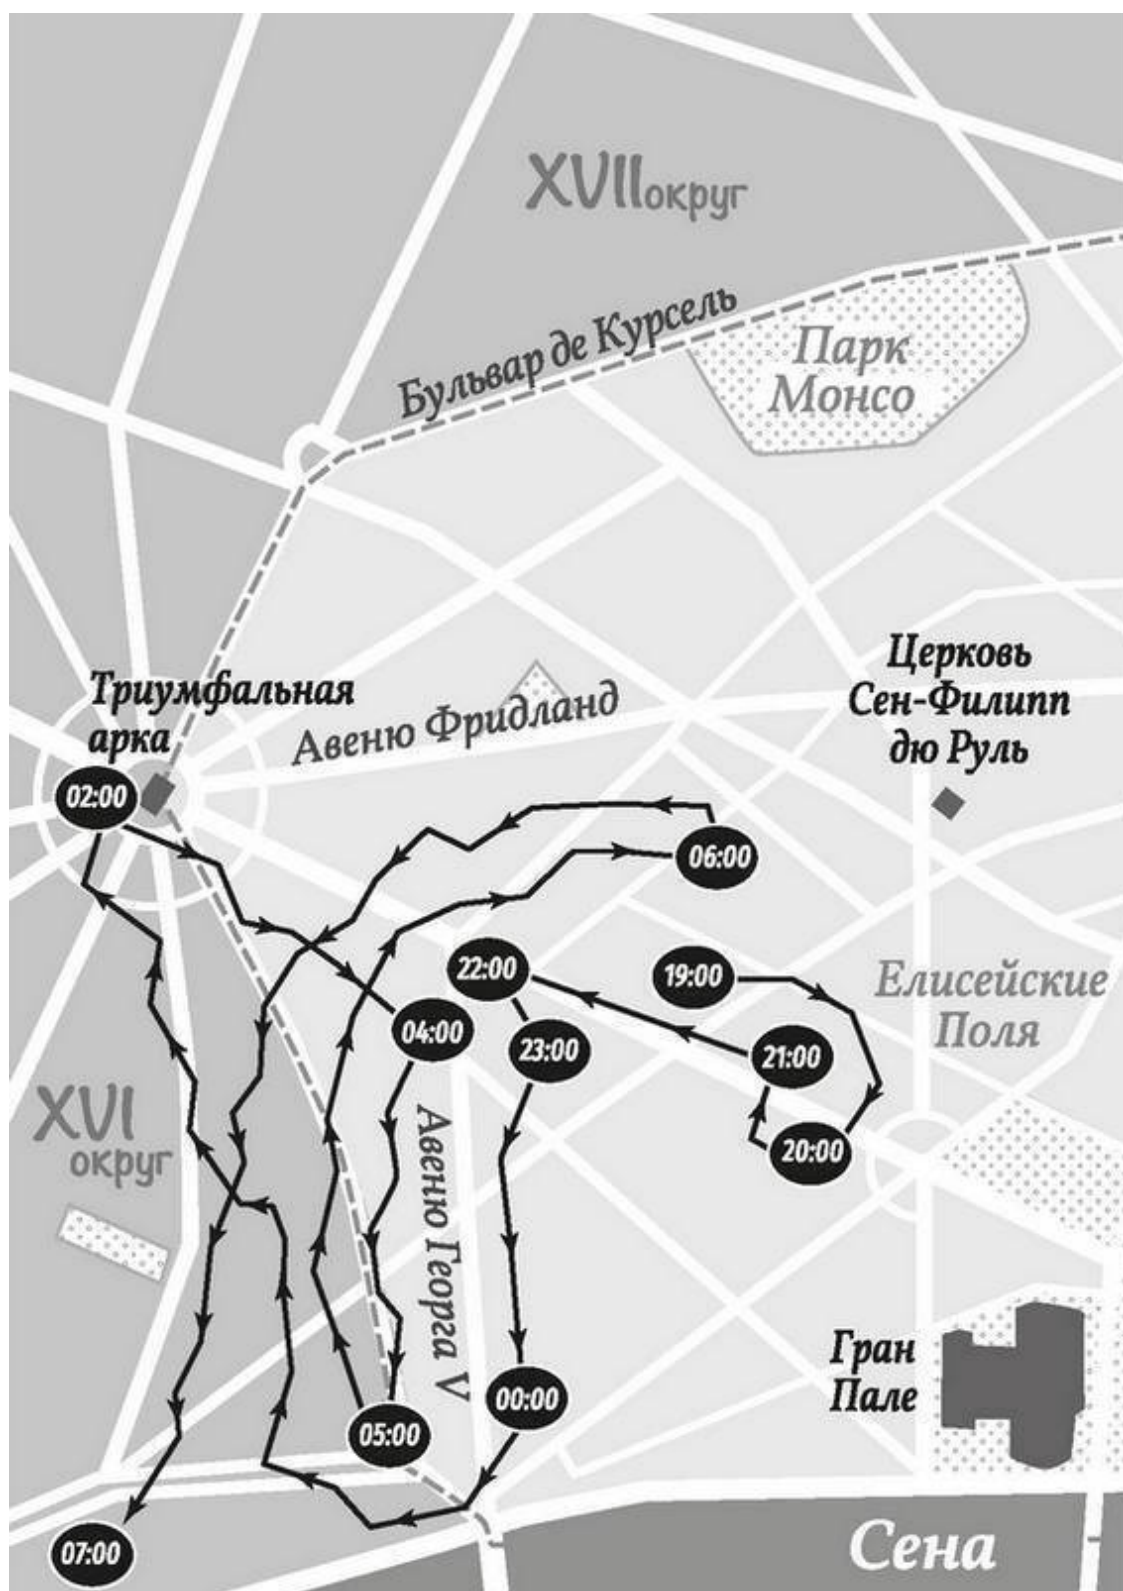 XVII округ
Бульвар де Курсель
Парк
Монсо
Церковь
Сен-Филипп
дю Руль
Триумфальная
арка
Авеню Фридланд
02:00
06:00
22:00
19:00
Елисейские
Поля
04:00
23:00
21:00
XVI
округ
Авеню Георга V
20:00
Гран
Пале
00:00
05:00
07:00
Сена